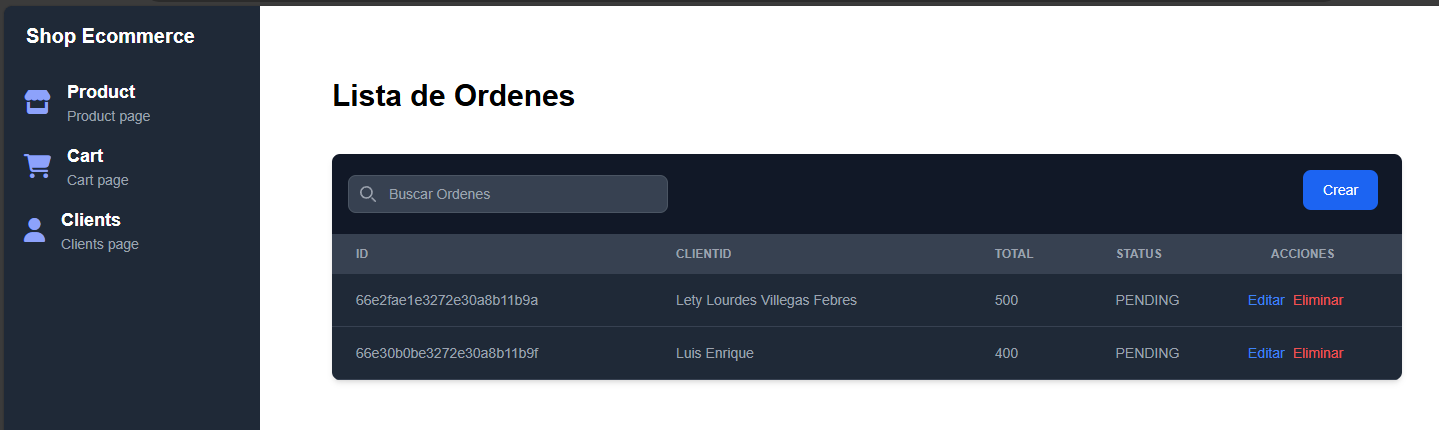 Shop Ecommerce
Product
Product page
Cart
Cart page
Clients
Clients page
Lista de Ordenes
Buscar Ordenes
Crear
ID CLIENTID TOTAL STATUS ACCIONES
66e2fae1e3272e30a8b11b9a Lety Lourdes Villegas Febres 500 PENDING Editar Eliminar
66e30b0be3272e30a8b11b9f Luis Enrique 400 PENDING Editar Eliminar